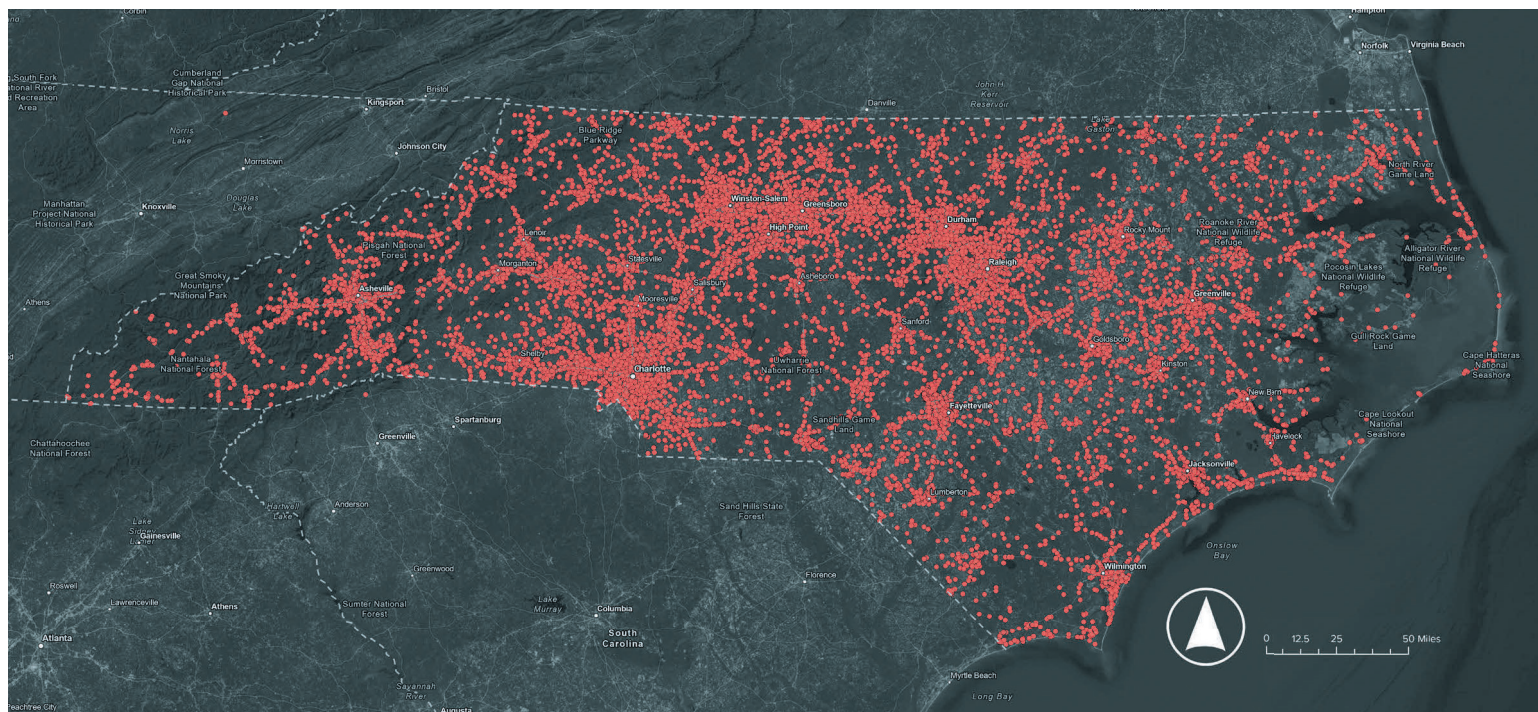 Corbin
Hampton
Norfolk
Virginia Beach
Cumberland
Gap National
Historical Park
South Fork
National River
and Recreation
Area
Bristol
Kingsport
John H.
Kerr
Reservoir
Danville
Lake
Gaston
Norris
Lake
Blue Ridge
Parkway
Johnson City
Morristown
North River
Game Land
Douglas
Lake
Manhattan
Project National
Historical Park
Knoxville
Winston-Salem
Greensboro
Durham
Roanoke River
National Wildlife
Refuge
Rocky Mount
High Point
Lenoir
Pisgah National
Forest
Alligator River
National Wildlife
Refuge
Morganton
Statesville
Raleigh
Pocosin Lakes
National Wildlife
Refuge
Great Smoky
Mountains
National Park
Asheville
Salisbury
Asheboro
Athens
Mooresville
Greenville
Sanford
Gull Rock Game
Land
Goldsboro
Nantahala
National Forest
Shelby
Charlotte
Uwharrie
National Forest
Kinston
Cape Hatteras
National
Seashore
New Bern
Fayetteville
Spartanburg
Sandhills Game
Land
Cape Lookout
National
Seashore
Chattahoochee
National Forest
Greenville
Havelock
Jacksonville
Lumberton
Hartwell
Lake
Anderson
Sand Hills State
Forest
Lake
Sidney
Lanier
Gainesville
Onslow
Bay
Wilmington
Greenwood
Florence
Roswell
Lawrenceville
Athens
Sumter National
Forest
Lake
Murray
Columbia
South
Carolina
Atlanta
0 12.5 25 50 Miles
Myrtle Beach
Savannah
River
Long Bay
Peachtree City
Augusta